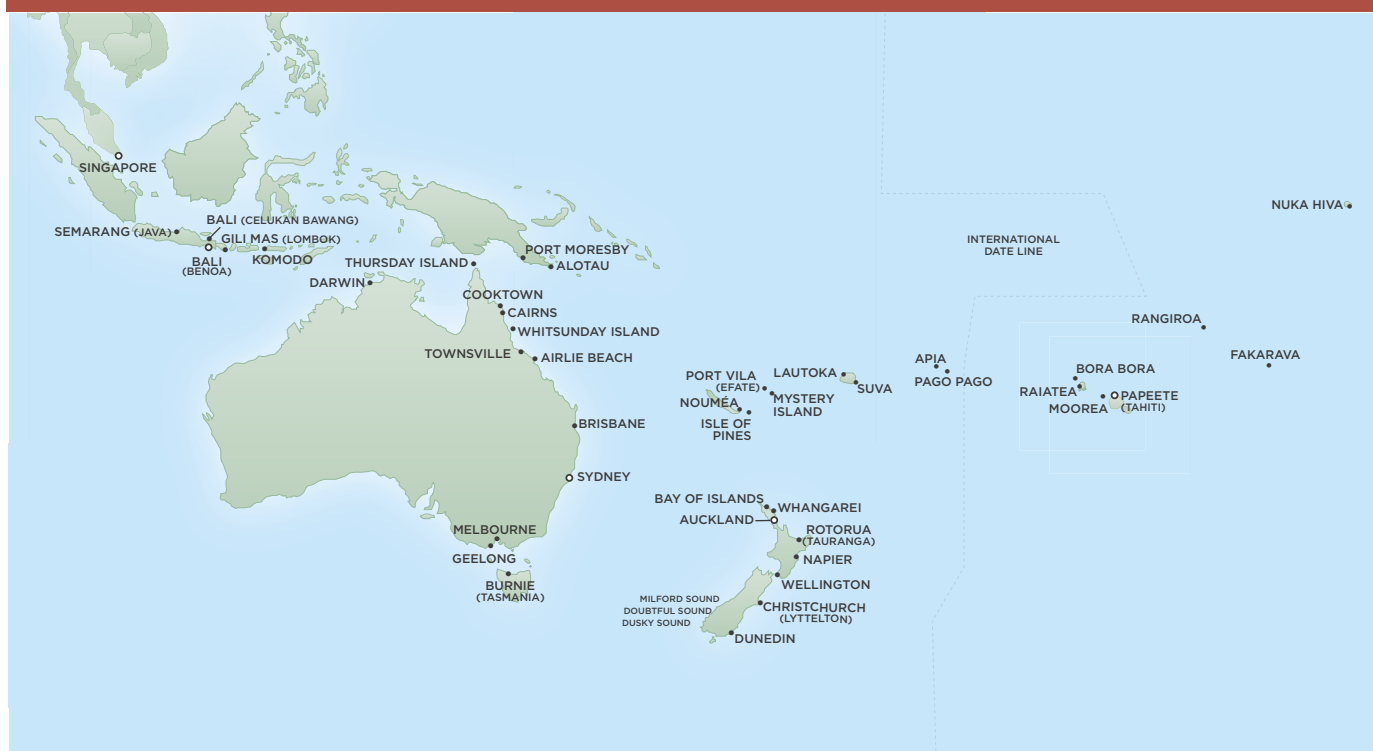 SINGAPORE
NUKA HIVA
BALI (CELUKAN BAWANG)
SEMARANG (JAVA)
GILI MAS (LOMBOK)
BALI
(BENOA)
KOMODO
INTERNATIONAL
DATE LINE
PORT MORESBY
THURSDAY ISLAND
ALOTAU
DARWIN
COOKTOWN
CAIRNS
WHITSUNDAY ISLAND
TOWNSVILLE
AIRLIE BEACH
RANGIROA
FAKARAVA
APIA
PAGO PAGO
BORA BORA
RAIATEA
MOOREA
PAPEETE
(TAHITI)
LAUTOKA
SUVA
PORT VILA
(EFATE)
MYSTERY
ISLAND
NOUMÉA
ISLE OF
PINES
BRISBANE
SYDNEY
BAY OF ISLANDS
WHANGAREI
AUCKLAND
ROTORUA
(TAURANGA)
MELBOURNE
GEELONG
NAPIER
BURNIE
(TASMANIA)
WELLINGTON
MILFORD SOUND
DOUBTFUL SOUND
DUSKY SOUND
CHRISTCHURCH
(LYTTELTON)
DUNEDIN